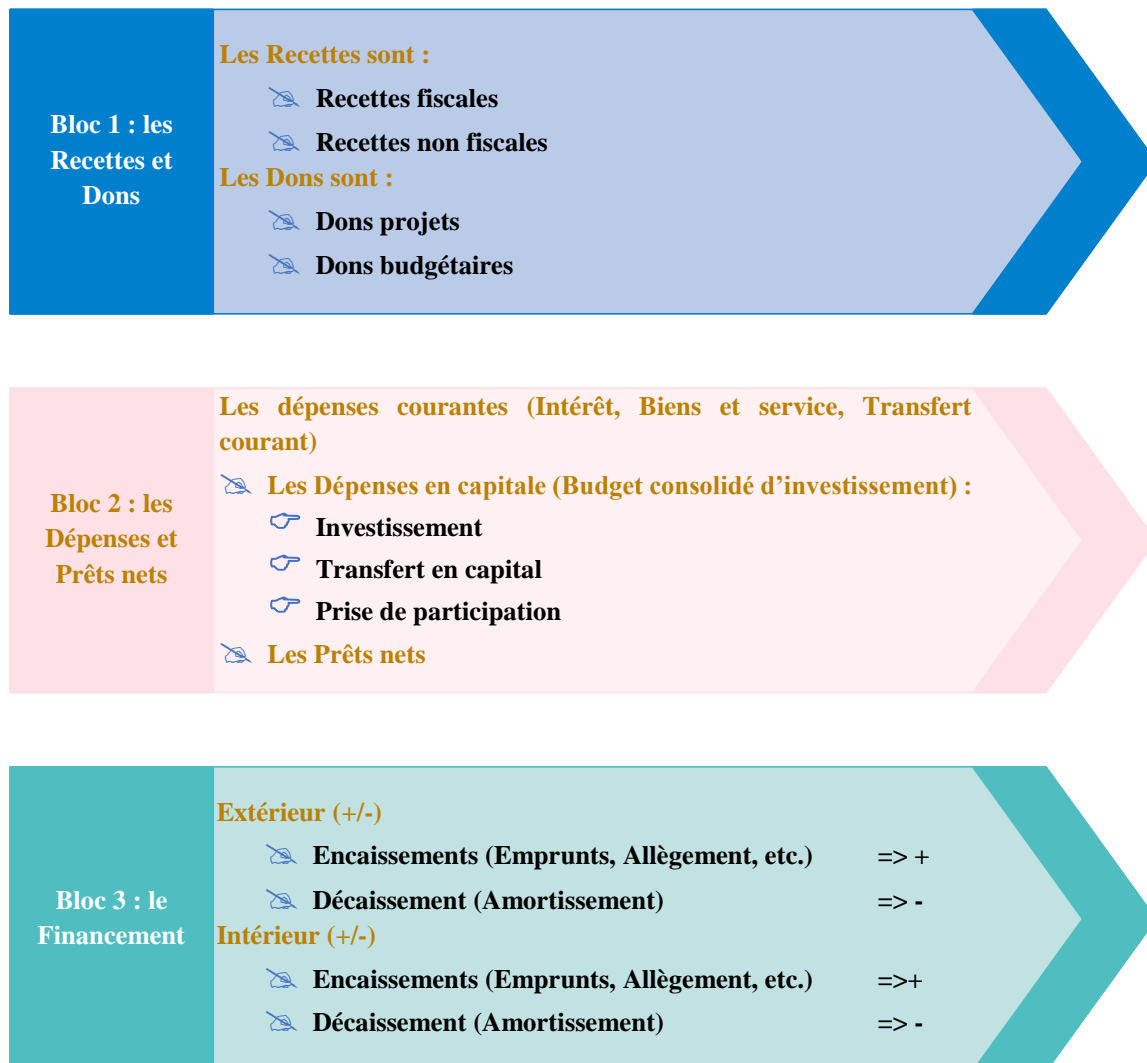 Bloc 1 : les
Recettes et
Dons
Les Recettes sont :
Recettes fiscales
Recettes non fiscales
Les Dons sont :
Dons projets
Dons budgétaires
Bloc 2 : les
Dépenses et
Prêts nets
Les dépenses courantes (Intérêt, Biens et service, Transfert
courant)
Les Dépenses en capitale (Budget consolidé d’investissement) :
Investissement
Transfert en capital
Prise de participation
Les Prêts nets
Bloc 3 : le
Financement
Extérieur (+/-)
Encaissements (Emprunts, Allègement, etc.) => +
Décaissement (Amortissement) => -
Intérieur (+/-)
Encaissements (Emprunts, Allègement, etc.) =>+
Décaissement (Amortissement) => -